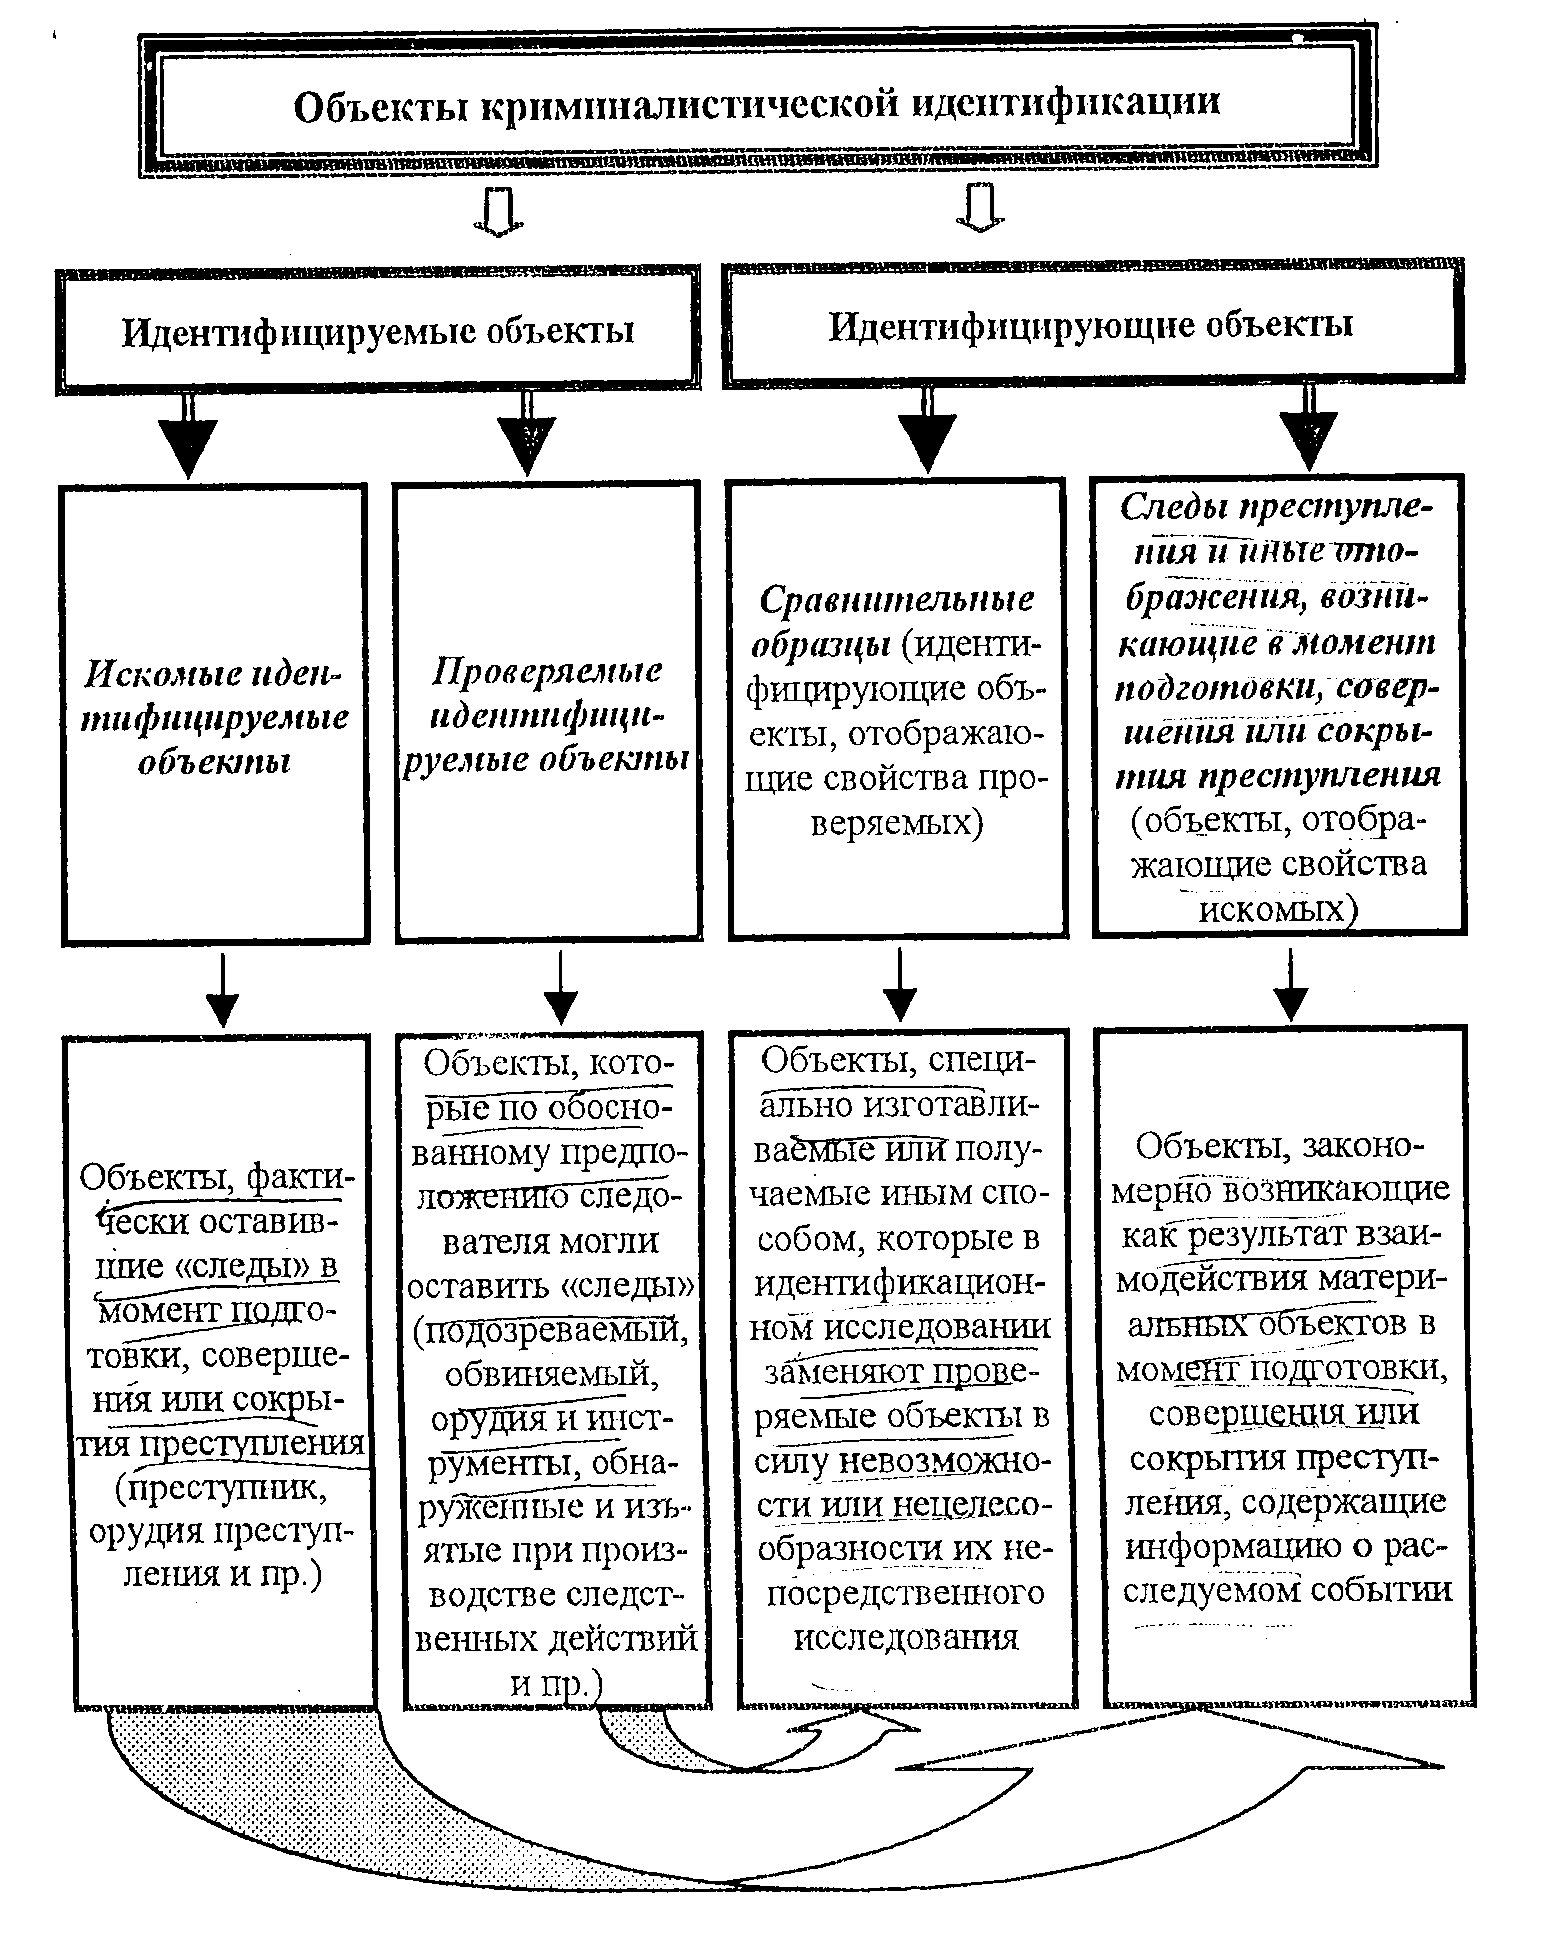 Объекты криминалистической идентификации
Идентифицируемые объекты
Идентифицирующие объекты
Искомые иден-
тифицируемые
объекты
Проверяемые
идентифици-
руемые объекты
Сравнительные
образцы (иденти-
фицирующие объ-
екты, отображаю-
щие свойства про-
веряемых)
Следы преступле-
ния и иные ото-
бражения, возни-
кающие в момент
подготовки, совер-
шения или сокры-
тия преступления
(объекты, отобра-
жающие свойства
искомых)
Объекты, факти-
чески оставив-
шие «следы» в
момент подго-
товки, соверше-
ния или сокры-
тия преступления
(преступник,
орудия преступ-
ления и пр.)
Объекты, кото-
рые по обосно-
ванному предпо-
ложению следо-
вателя могли
оставить «следы»
(подозреваемый,
обвиняемый,
орудия и инст-
рументы, обна-
руженные и изъ-
ятые при произ-
водстве следст-
венных действий
и пр.)
Объекты, специ-
ально изготавли-
ваемые или полу-
чаемые иным спо-
собом, которые в
идентификацион-
ном исследовании
заменяют прове-
ряемые объекты в
силу невозможно-
сти или нецелесо-
образности их не-
посредственного
исследования
Объекты, законо-
мерно возникающие
как результат взаи-
модействия матери-
альных объектов в
момент подготовки,
совершения или
сокрытия преступ-
ления, содержащие
информацию о рас-
следуемом событии